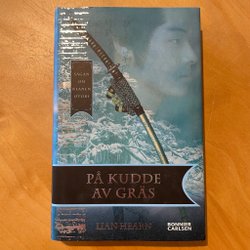 SAGAN
OM
KLANEN
OTORI
PÅ KUDDE
AV GRÄS
LIAN HEARN
BONNIER
CARLSEN